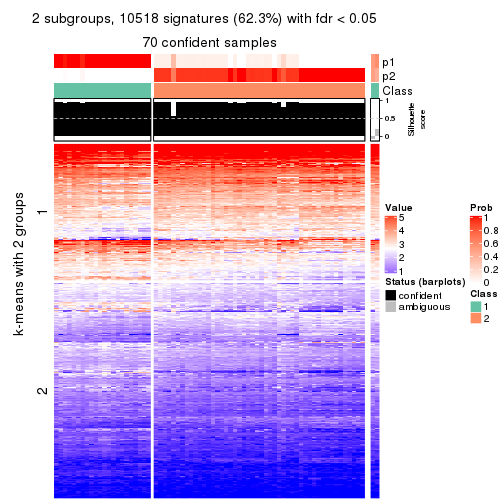 2 subgroups, 10518 signatures (62.3%) with fdr < 0.05
70 confident samples
p1
p2
Class
1
0.5
0
Silhouette
score
k-means with 2 groups
1
2
Value
5
4
3
2
1
Status (barplots)
confident
ambiguous
Prob
1
0.8
0.6
0.4
0.2
0
Class
1
2